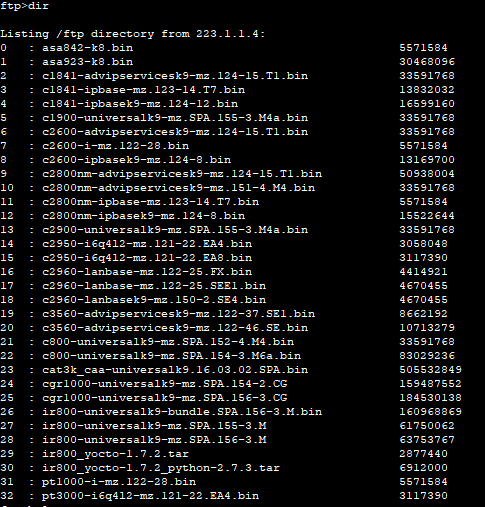 ftp>dir
Listing /ftp directory from 223.1.1.4:
0 : asa842-k8.bin 5571584
1 : asa923-k8.bin 30468096
2 : c1841-advipservicesk9-mz.124-15.T1.bin 33591768
3 : c1841-ipbase-mz.123-14.T7.bin 13832032
4 : c1841-ipbasek9-mz.124-12.bin 16599160
5 : c1900-universalk9-mz.SPA.155-3.M4a.bin 33591768
6 : c2600-advipservicesk9-mz.124-15.T1.bin 33591768
7 : c2600-i-mz.122-28.bin 5571584
8 : c2600-ipbasek9-mz.124-8.bin 13169700
9 : c2800nm-advipservicesk9-mz.124-15.T1.bin 50938004
10 : c2800nm-advipservicesk9-mz.151-4.M4.bin 33591768
11 : c2800nm-ipbase-mz.123-14.T7.bin 5571584
12 : c2800nm-ipbasek9-mz.124-8.bin 15522644
13 : c2900-universalk9-mz.SPA.155-3.M4a.bin 33591768
14 : c2950-i6q4l2-mz.121-22.EA4.bin 3058048
15 : c2950-i6q4l2-mz.121-22.EA8.bin 3117390
16 : c2960-lanbase-mz.122-25.FX.bin 4414921
17 : c2960-lanbase-mz.122-25.SEE1.bin 4670455
18 : c2960-lanbasek9-mz.150-2.SE4.bin 4670455
19 : c3560-advipservicesk9-mz.122-37.SE1.bin 8662192
20 : c3560-advipservicesk9-mz.122-46.SE.bin 10713279
21 : c800-universalk9-mz.SPA.152-4.M4.bin 33591768
22 : c800-universalk9-mz.SPA.154-3.M6a.bin 83029236
23 : cat3k_caa-universalk9.16.03.02.SPA.bin 505532849
24 : cgr1000-universalk9-mz.SPA.154-2.CG 159487552
25 : cgr1000-universalk9-mz.SPA.156-3.CG 184530138
26 : ir800-universalk9-bundle.SPA.156-3.M.bin 160968869
27 : ir800-universalk9-mz.SPA.155-3.M 61750062
28 : ir800-universalk9-mz.SPA.156-3.M 63753767
29 : ir800_yocto-1.7.2.tar 2877440
30 : ir800_yocto-1.7.2_python-2.7.3.tar 6912000
31 : pt1000-i-mz.122-28.bin 5571584
32 : pt3000-i6q4l2-mz.121-22.EA4.bin 3117390